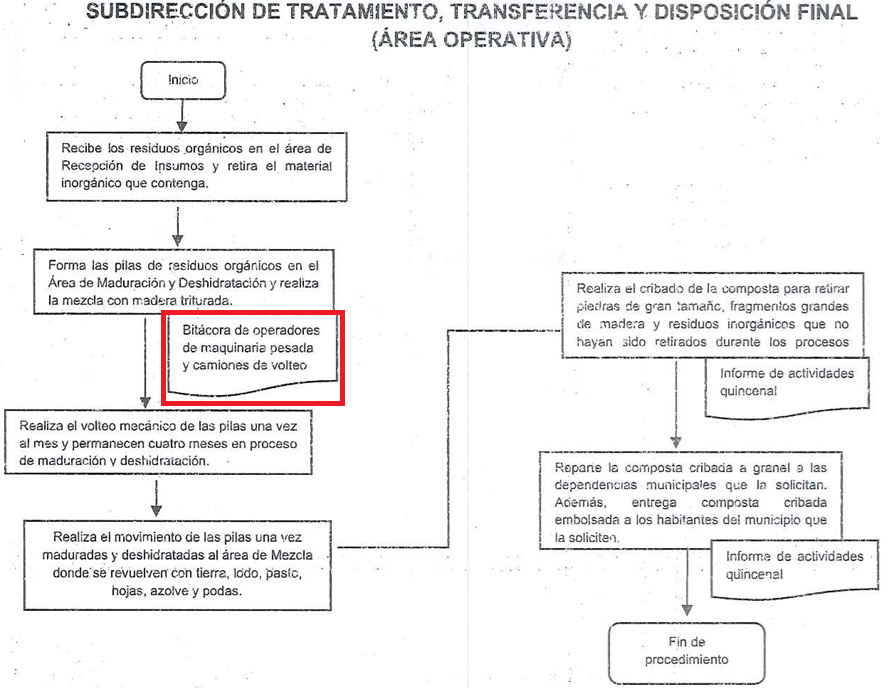 SUBDIRECCIÓN DE TRATAMIENTO, TRANSFERENCIA Y DISPOSICIÓN FINAL
(ÁREA OPERATIVA)
Inicio
Recibe los residuos orgánicos en el área de
Recepción de Insumos y retira el material
inorgánico que contenga.
Forma las pilas de residuos orgánicos en el
Área de Maduración y Deshidratación y realiza
la mezcla con madera triturada.
Bitácora de operadores
de maquinaria pesada
y camiones de volteo
Realiza el volteo mecánico de las pilas una vez
al mes y permanecen cuatro meses en proceso
de maduración y deshidratación.
Realiza el movimiento de las pilas una vez
maduradas y deshidratadas al área de Mezcla
donde se revuelven con tierra, lodo, pasto,
hojas, azolve y podas.
Realiza el cribado de la composta para retirar
piedras de gran tamaño, fragmentos grandes
de madera y residuos inorgánicos que no
hayan sido retirados durante los procesos
Informe de actividades
quincenal
Reparte la composta cribada a granel a las
dependencias municipales que la solicitan.
Además, entrega composta cribada
embolsada a los habitantes del municipio que
la soliciten.
Informe de actividades
quincenal
Fin de
procedimiento